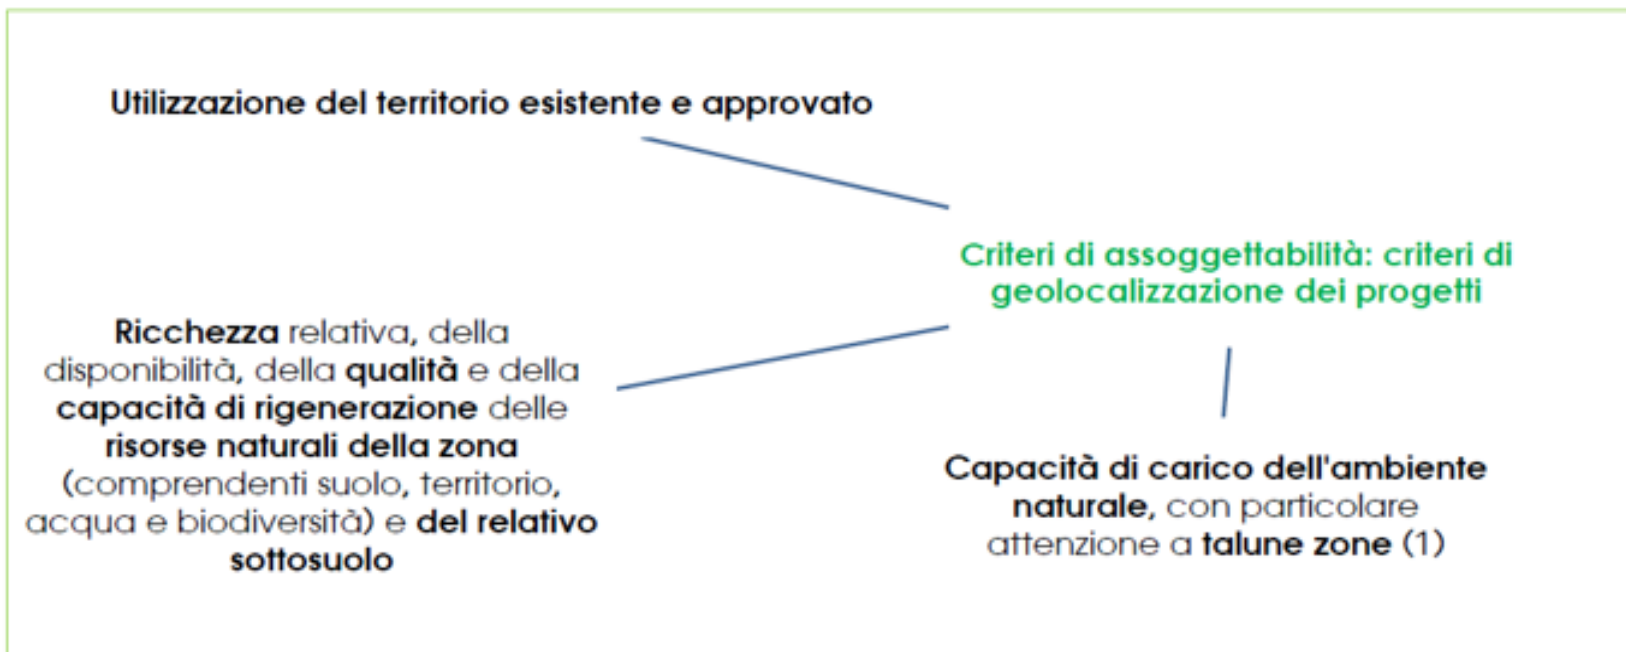 Utilizzazione del territorio esistente e approvato
Criteri di assoggettabilità: criteri di
geolocalizzazione dei progetti
Ricchezza relativa, della
disponibilità, della qualità e della
capacità di rigenerazione delle
risorse naturali della zona
(comprendenti suolo, territorio,
acqua e biodiversità) e del relativo
sottosuolo
Capacità di carico dell'ambiente
naturale, con particolare
attenzione a talune zone (1)